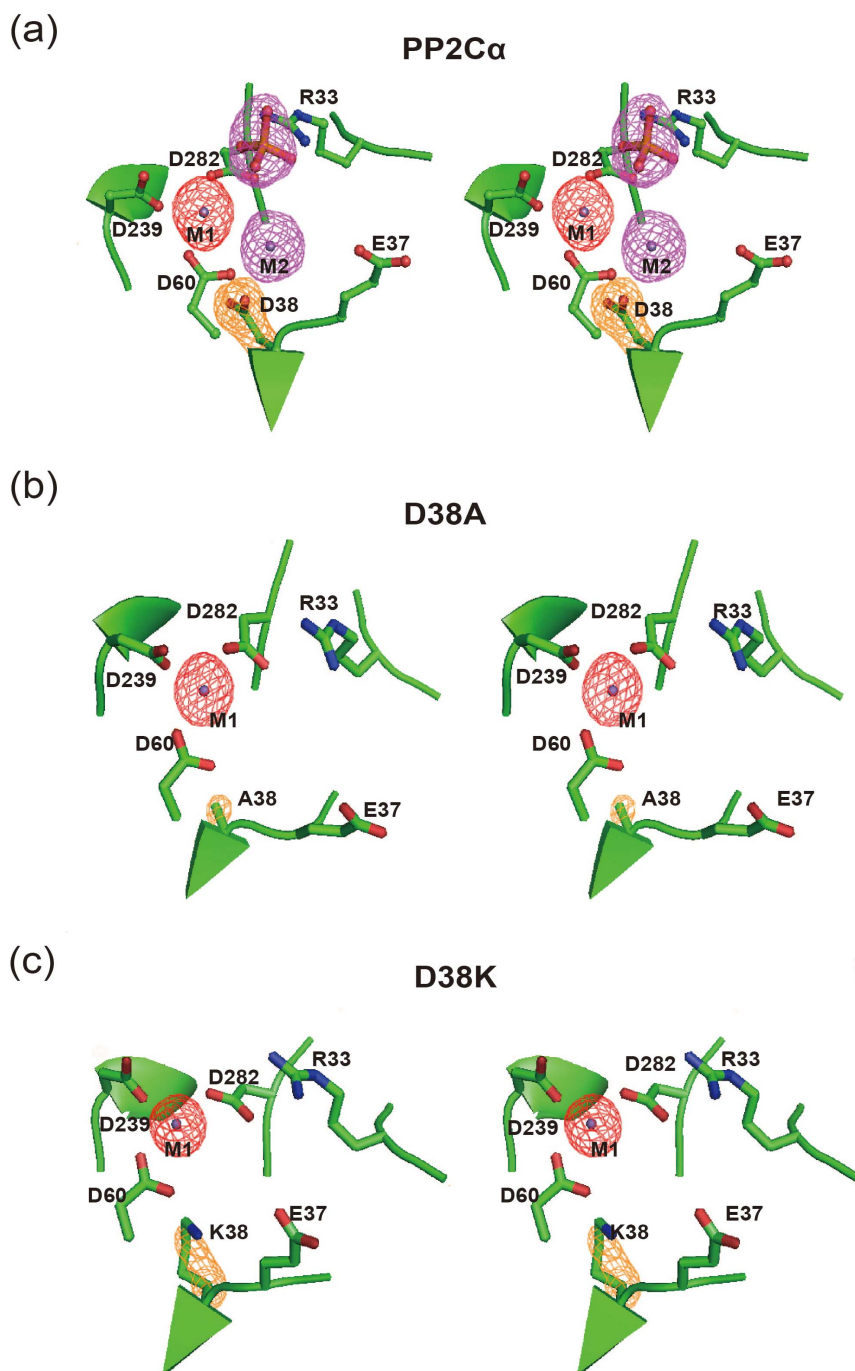 (a)
PP2Cα
R33 R33
D282 D282
D239 M1 D239 M1
E37 E37
M2 M2
D60 D60
D38 D38
(b)
D38A
D282 R33 D282 R33
D239 D239
M1 M1
D60 D60
A38 E37 A38 E37
(c)
D38K
D282 R33 D282 R33
D239 D239
M1 M1
D60 D60
K38 E37 K38 E37